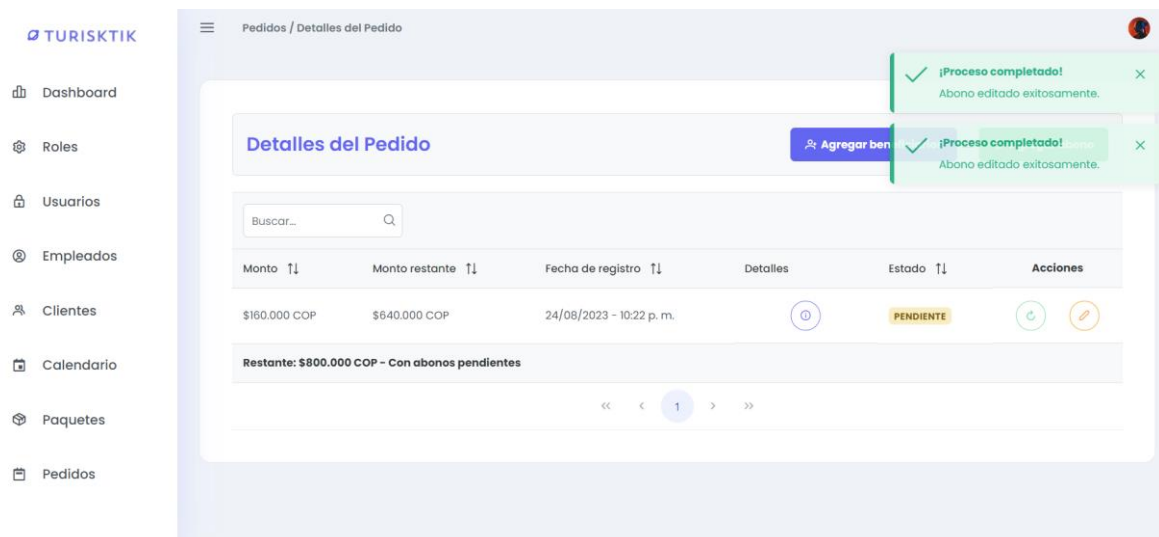 TURISKTIK
Pedidos / Detalles del Pedido
¡Proceso completado!
Abono editado exitosamente.
Dashboard
Roles
Usuarios
Empleados
Clientes
Calendario
Paquetes
Pedidos
Detalles del Pedido
Agregar
¡Proceso completado!
Abono editado exitosamente.
Buscar...
Monto Monto restante Fecha de registro Detalles Estado Acciones
$160.000 COP $640.000 COP 24/08/2023 - 10:22 p. m. PENDIENTE
Restante: $800.000 COP - Con abonos pendientes
<< < 1 > >>